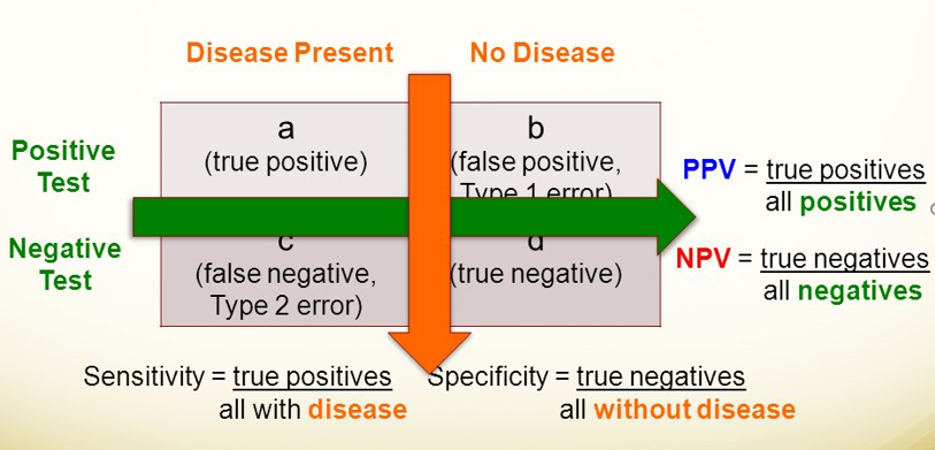 Disease Present
No Disease
a
b
Positive
Test
(true positive)
(false positive,
Type 1 error)
PPV = true positives
all positives
Negative
Test
c
d
(false negative,
Type 2 error)
(true negative)
NPV = true negatives
all negatives
Sensitivity = true positives
all with disease
Specificity = true negatives
all without disease